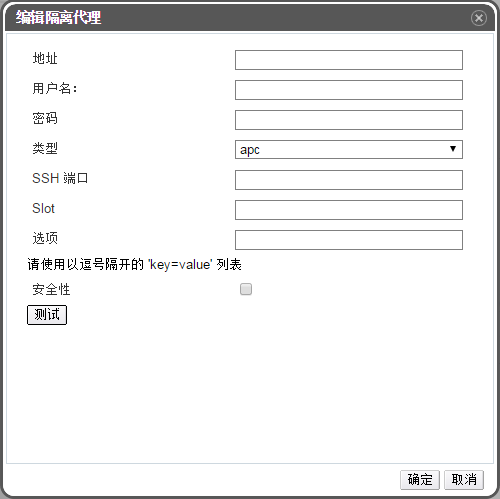 编辑隔离代理
地址
用户名：
密码
类型 apc
SSH 端口
Slot
选项
请使用以逗号隔开的 'key=value' 列表
安全性
测试
确定 取消